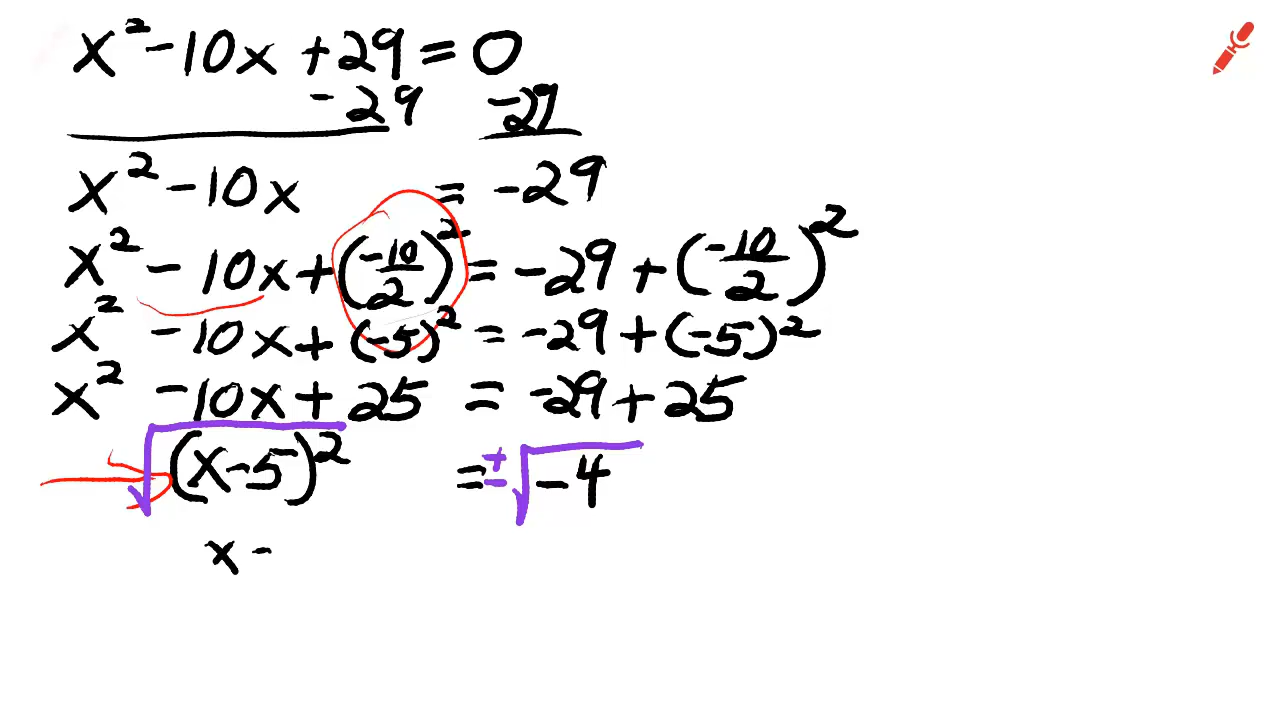 x² - 10x + 29 = 0
- 29 -29
x² - 10x = -29
x² - 10x + (-10/2)² = -29 + (-10/2)²
x² - 10x + (-5)² = -29 + (-5)²
x² - 10x + 25 = -29 + 25
√(x - 5)² = ±√-4
x -